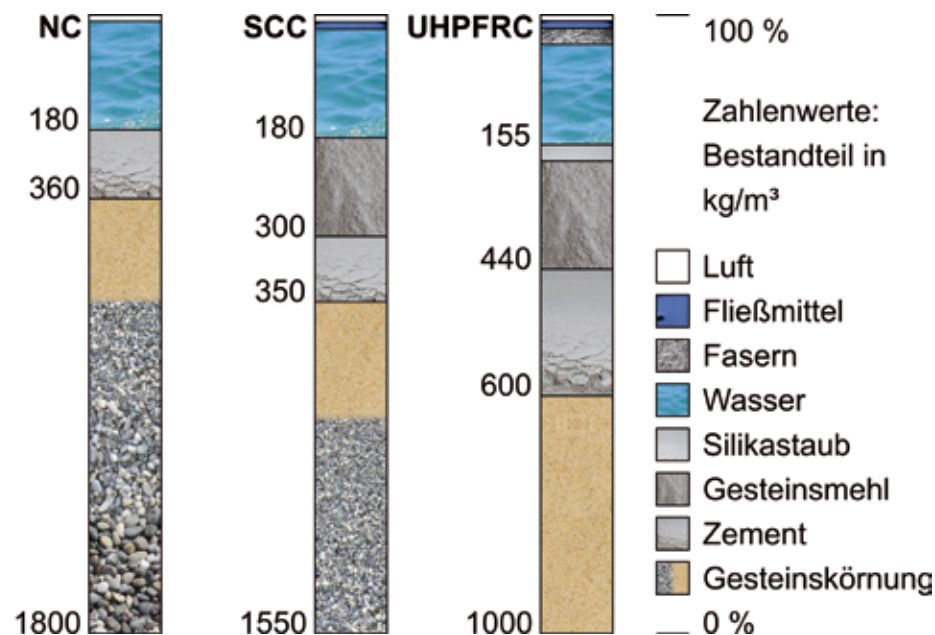 NC
180
360
1800
SCC
180
300
350
1550
UHPFRC
155
440
600
1000
100 %
Zahlenwerte:
Bestandteil in
kg/m³
Luft
Fließmittel
Fasern
Wasser
Silikastaub
Gesteinsmehl
Zement
Gesteinskörnung
0 %